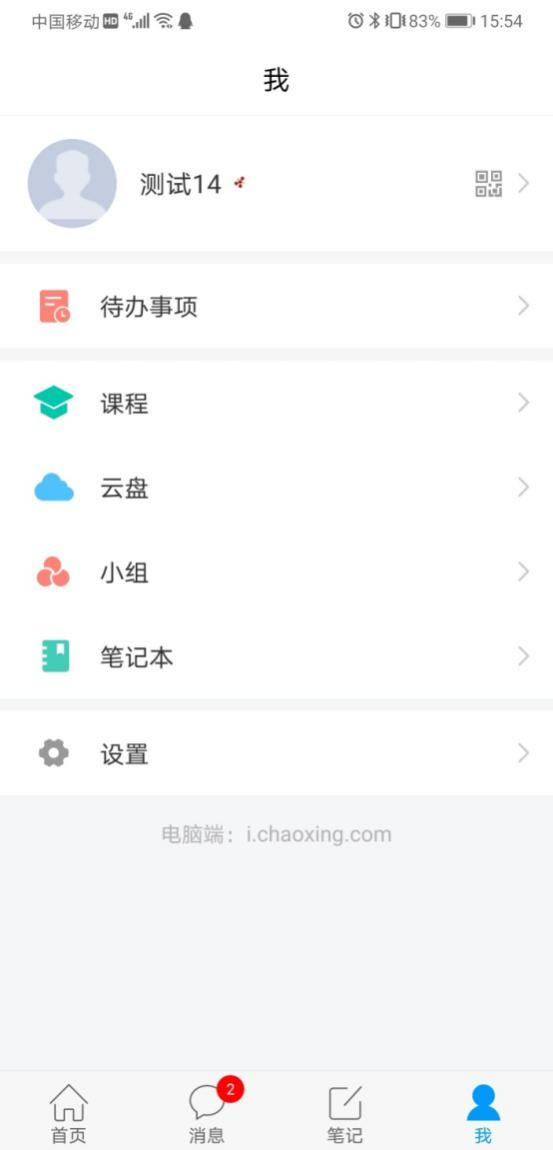 中国移动 HD 4G 83% 15:54
我
测试14
待办事项
课程
云盘
小组
笔记本
设置
电脑端：i.chaoxing.com
2
首页 消息 笔记 我